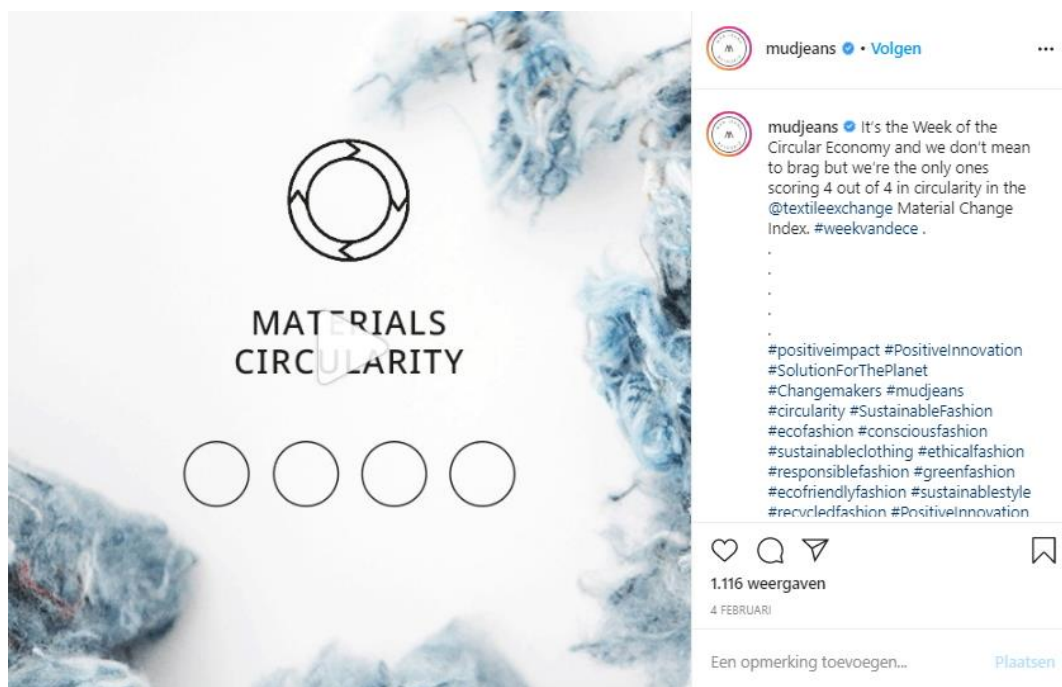 MATERIALS
CIRCULARITY
mudjeans • Volgen
mudjeans It's the Week of the
Circular Economy and we don't mean
to brag but we're the only ones
scoring 4 out of 4 in circularity in the
@textileexchange Material Change
Index. #weekvandece .
.
.
.
.
.
#positiveimpact #PositiveInnovation
#SolutionForThePlanet
#Changemakers #mudjeans
#circularity #SustainableFashion
#ecofashion #consciousfashion
#sustainableclothing #ethicalfashion
#responsiblefashion #greenfashion
#ecofriendlyfashion #sustainablestyle
#recycledfashion #PositiveInnovation
1.116 weergaven
4 FEBRUARI
Een opmerking toevoegen... Plaatsen